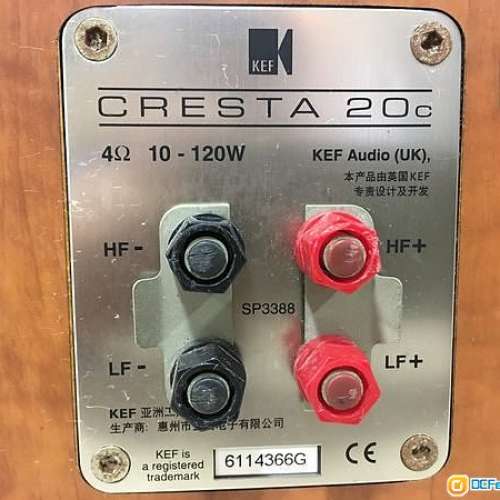 KEF
CRESTA 20c
4Ω 10 - 120W
KEF Audio (UK),
本产品由英国KEF
专责设计及开发
HF - HF+
SP3388
LF - LF+
KEF 亚洲工
生产商: 惠州市 电子有限公司
KEF is
a registered
trademark
6114366G
CE